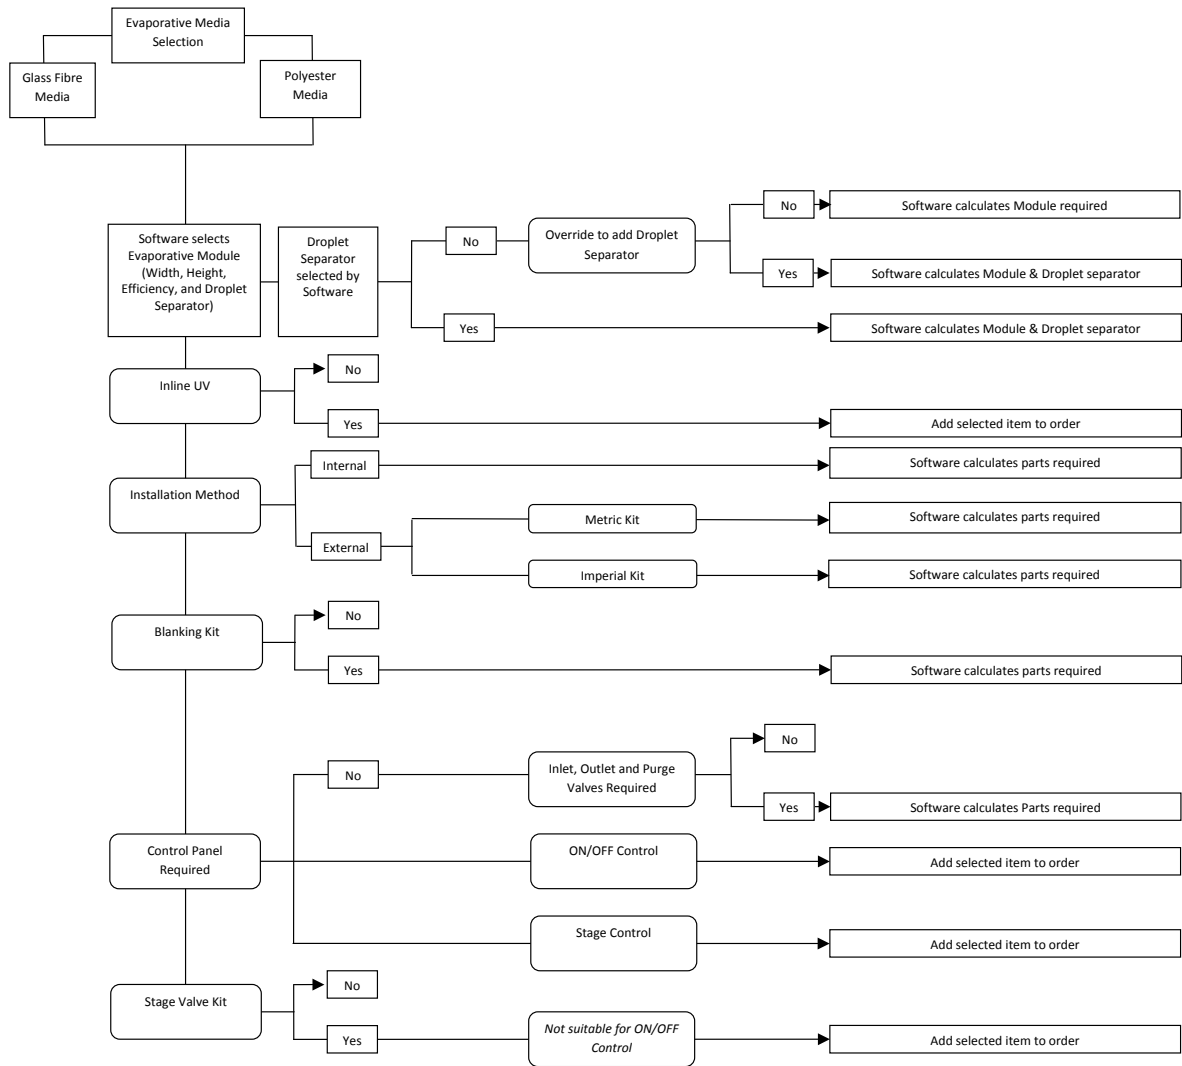 Evaporative Media
Selection
Glass Fibre
Media
Polyester
Media
Software selects
Evaporative Module
(Width, Height,
Efficiency, and Droplet
Separator)
Droplet
Separator
selected by
Software
No
Override to add Droplet
Separator
No
Software calculates Module required
Yes
Software calculates Module & Droplet separator
Yes
Software calculates Module & Droplet separator
Inline UV
No
Yes
Add selected item to order
Installation Method
Internal
Software calculates parts required
External
Metric Kit
Software calculates parts required
Imperial Kit
Software calculates parts required
Blanking Kit
No
Yes
Software calculates parts required
Control Panel
Required
No
Inlet, Outlet and Purge
Valves Required
No
Yes
Software calculates Parts required
ON/OFF Control
Add selected item to order
Stage Control
Add selected item to order
Stage Valve Kit
No
Yes
Not suitable for ON/OFF
Control
Add selected item to order